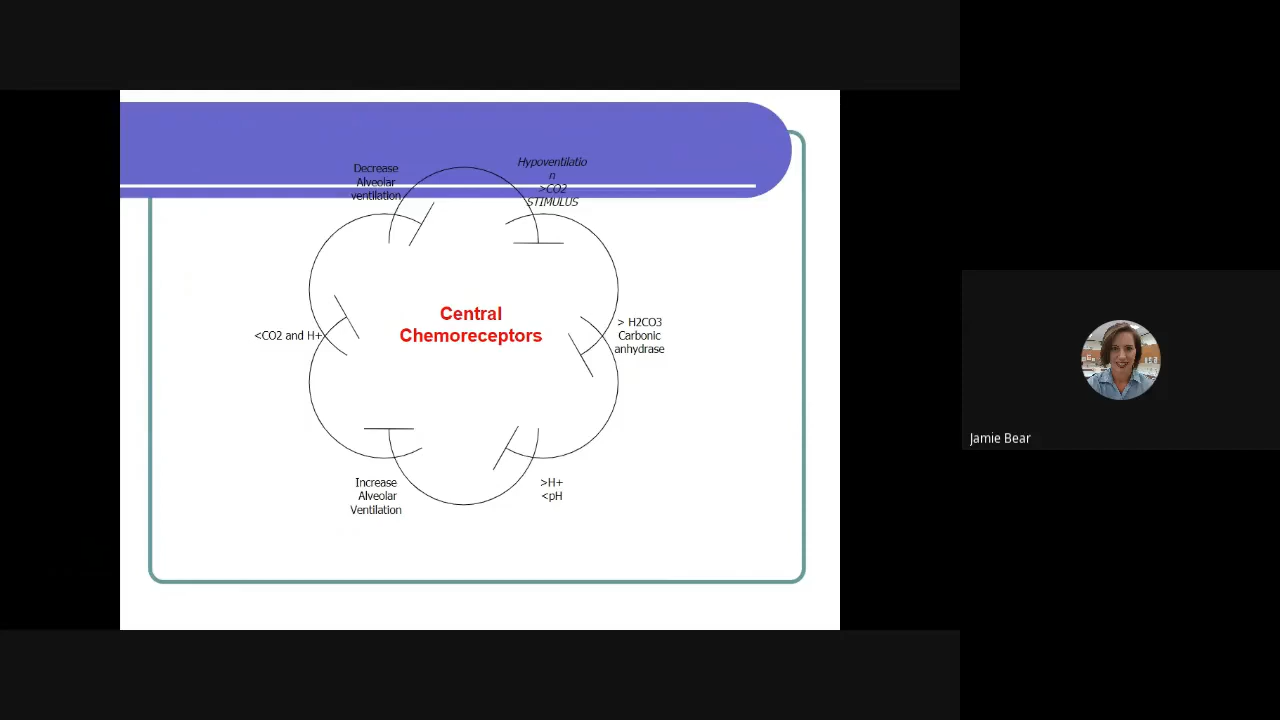 Decrease
Alveolar
ventilation
Hypoventilatio
n
>CO2
STIMULUS
Central
Chemoreceptors
<CO2 and H+
> H2CO3
Carbonic
anhydrase
Increase
Alveolar
Ventilation
>H+
<pH
Jamie Bear